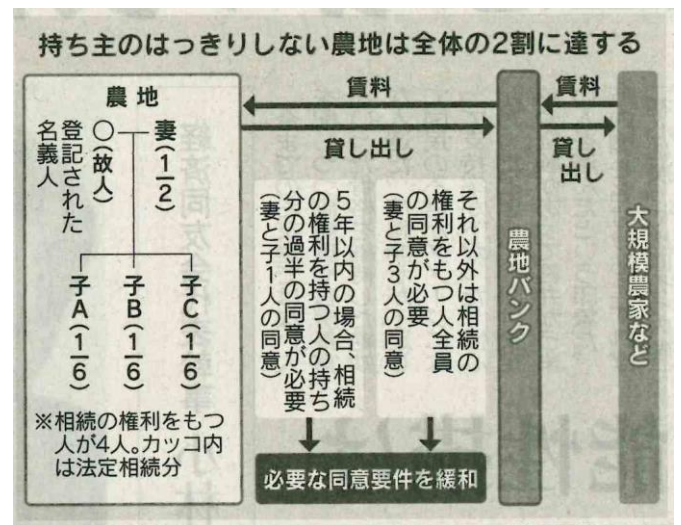 持ち主のはっきりしない農地は全体の2割に達する
農地
妻(1/2)
○(故人)
登記された
名義人
子A(1/6)
子B(1/6)
子C(1/6)
※相続の権利をもつ
人が4人。カッコ内
は法定相続分
賃料
貸し出し
それ以外は相続の
権利をもつ人全員
の同意が必要
(妻と子3人の同意)
5年以内の場合、相続
の権利を持つ人の持ち
分の過半の同意が必要
(妻と子1人の同意)
必要な同意要件を緩和
農地バンク
賃料
貸し
出し
大規模農家など